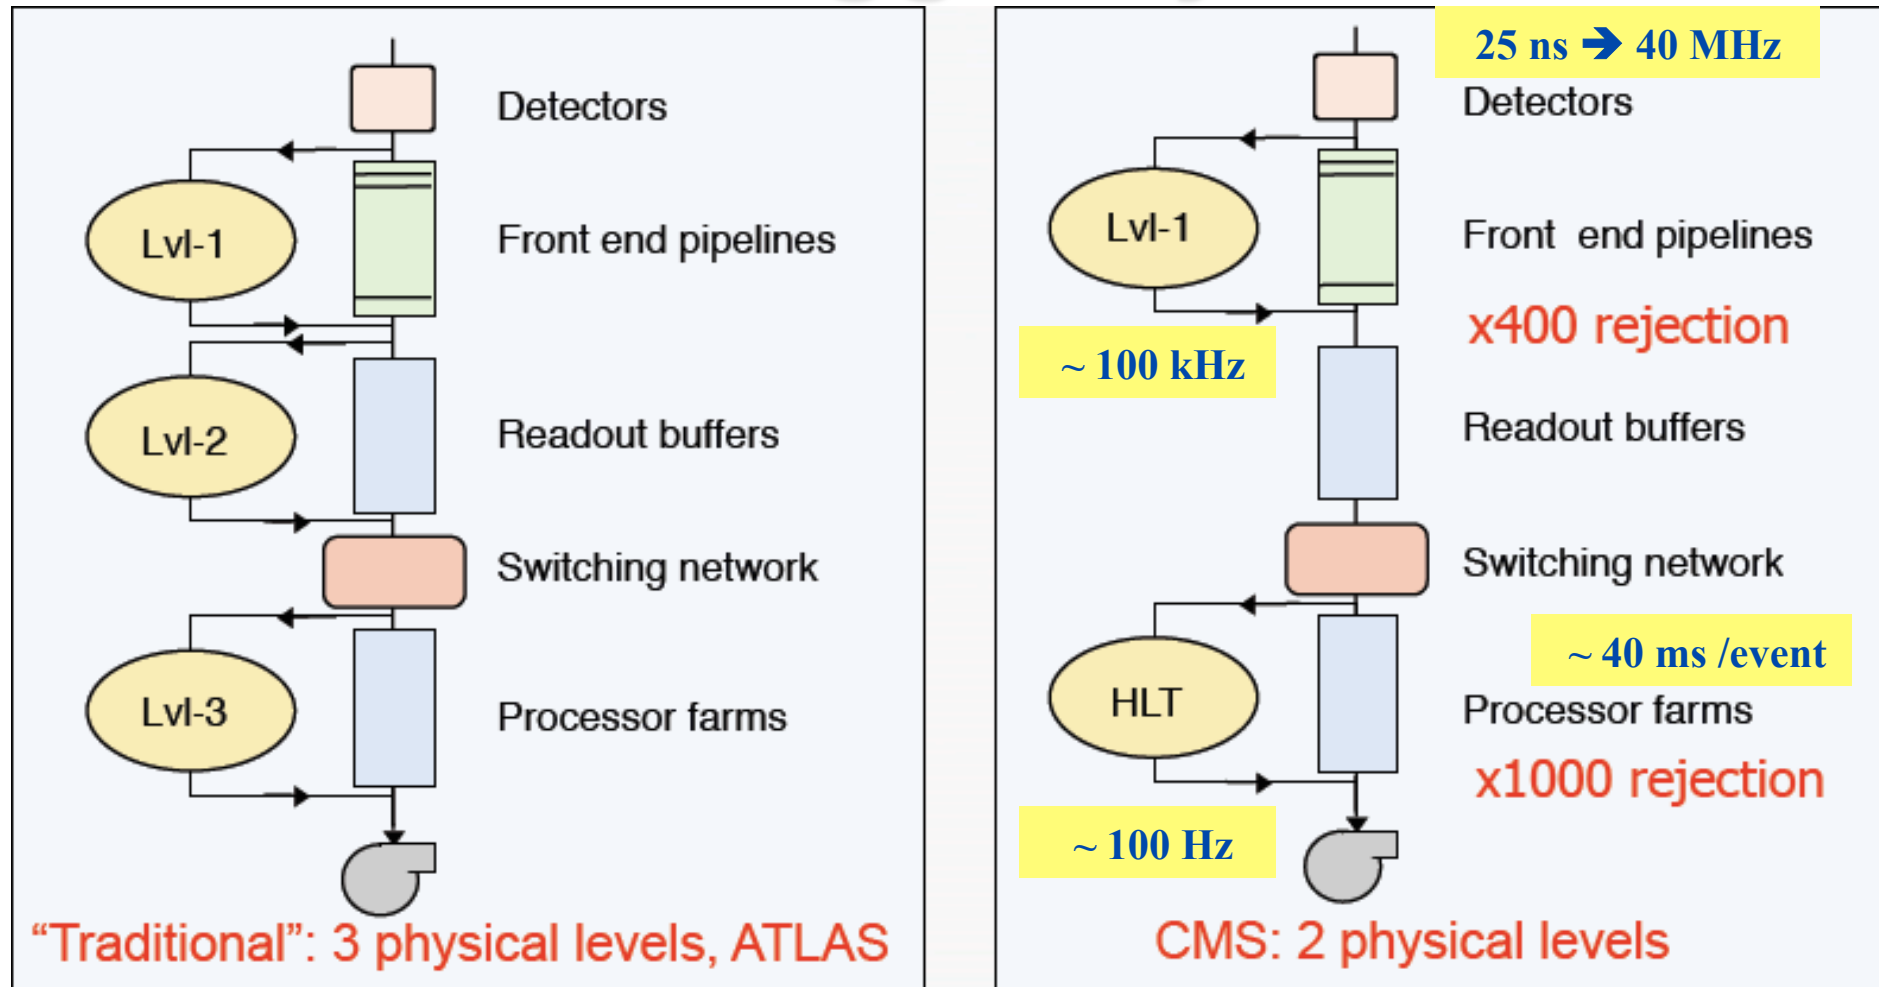 Detectors
Lvl-1
Front end pipelines
Lvl-2
Readout buffers
Switching network
Lvl-3
Processor farms
“Traditional”: 3 physical levels, ATLAS
25 ns ➔ 40 MHz
Detectors
Lvl-1
Front end pipelines
x400 rejection
~ 100 kHz
Readout buffers
Switching network
~ 40 ms /event
HLT
Processor farms
x1000 rejection
~ 100 Hz
CMS: 2 physical levels